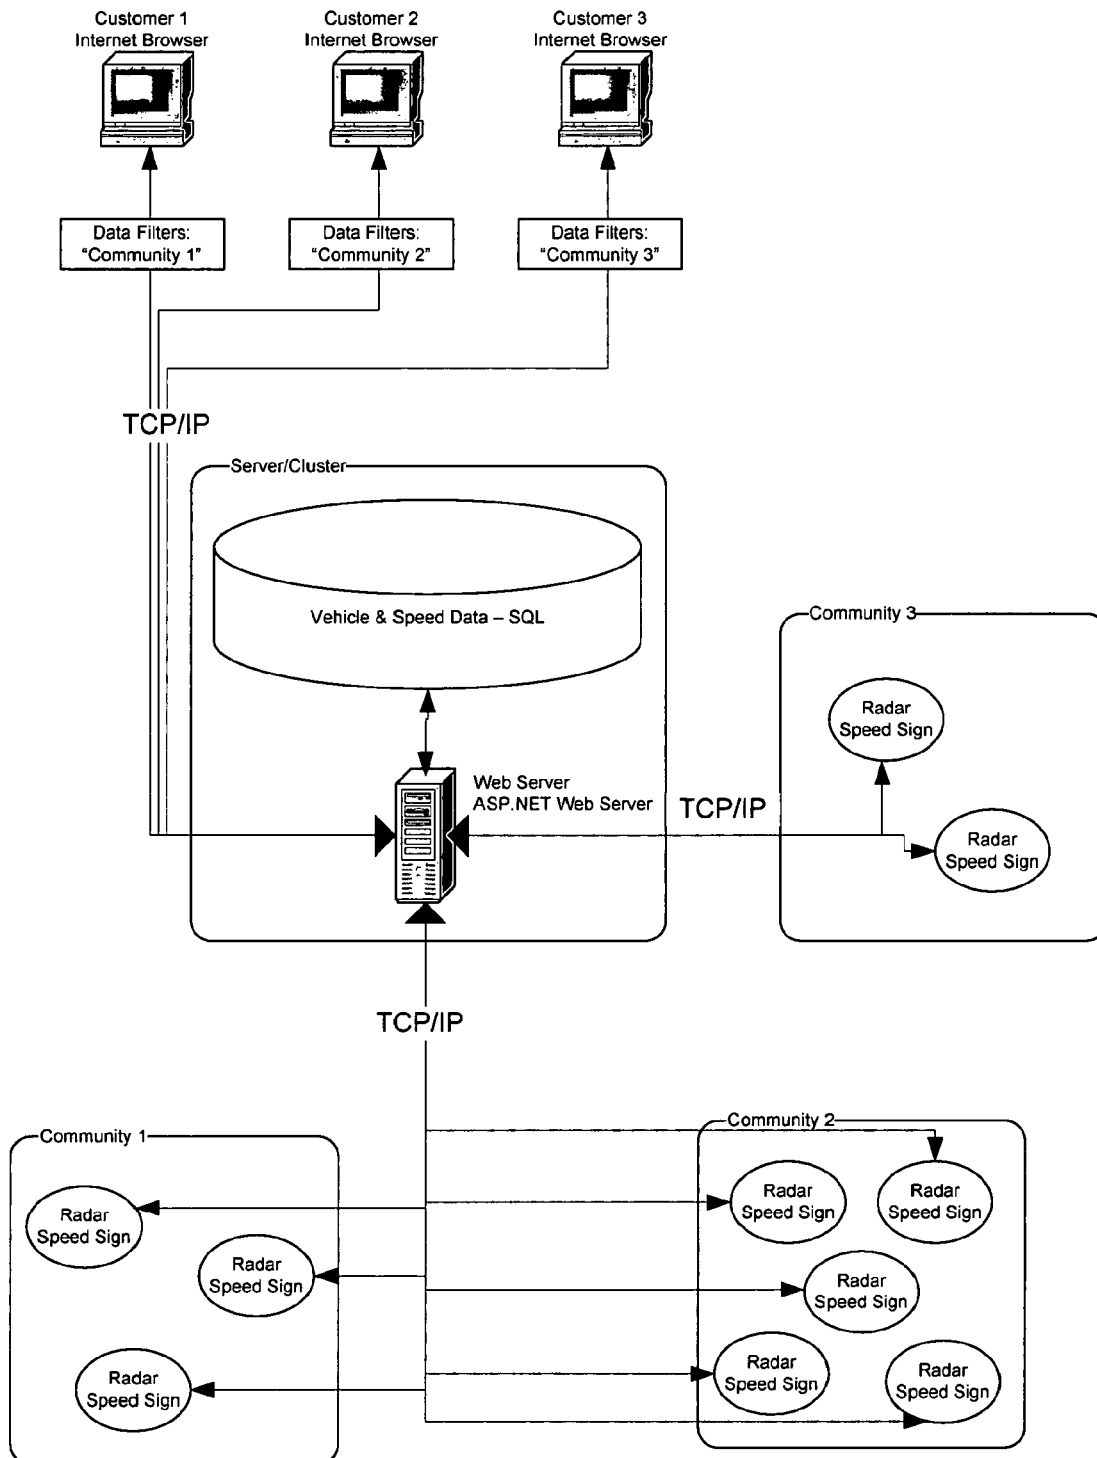 Customer 1
Internet Browser
Customer 2
Internet Browser
Customer 3
Internet Browser
Data Filters:
"Community 1"
Data Filters:
"Community 2"
Data Filters:
"Community 3"
TCP/IP
Server/Cluster
Vehicle & Speed Data – SQL
Web Server
ASP.NET Web Server
TCP/IP
Community 3
Radar
Speed Sign
Radar
Speed Sign
TCP/IP
Community 1
Radar
Speed Sign
Radar
Speed Sign
Radar
Speed Sign
Community 2
Radar
Speed Sign
Radar
Speed Sign
Radar
Speed Sign
Radar
Speed Sign
Radar
Speed Sign